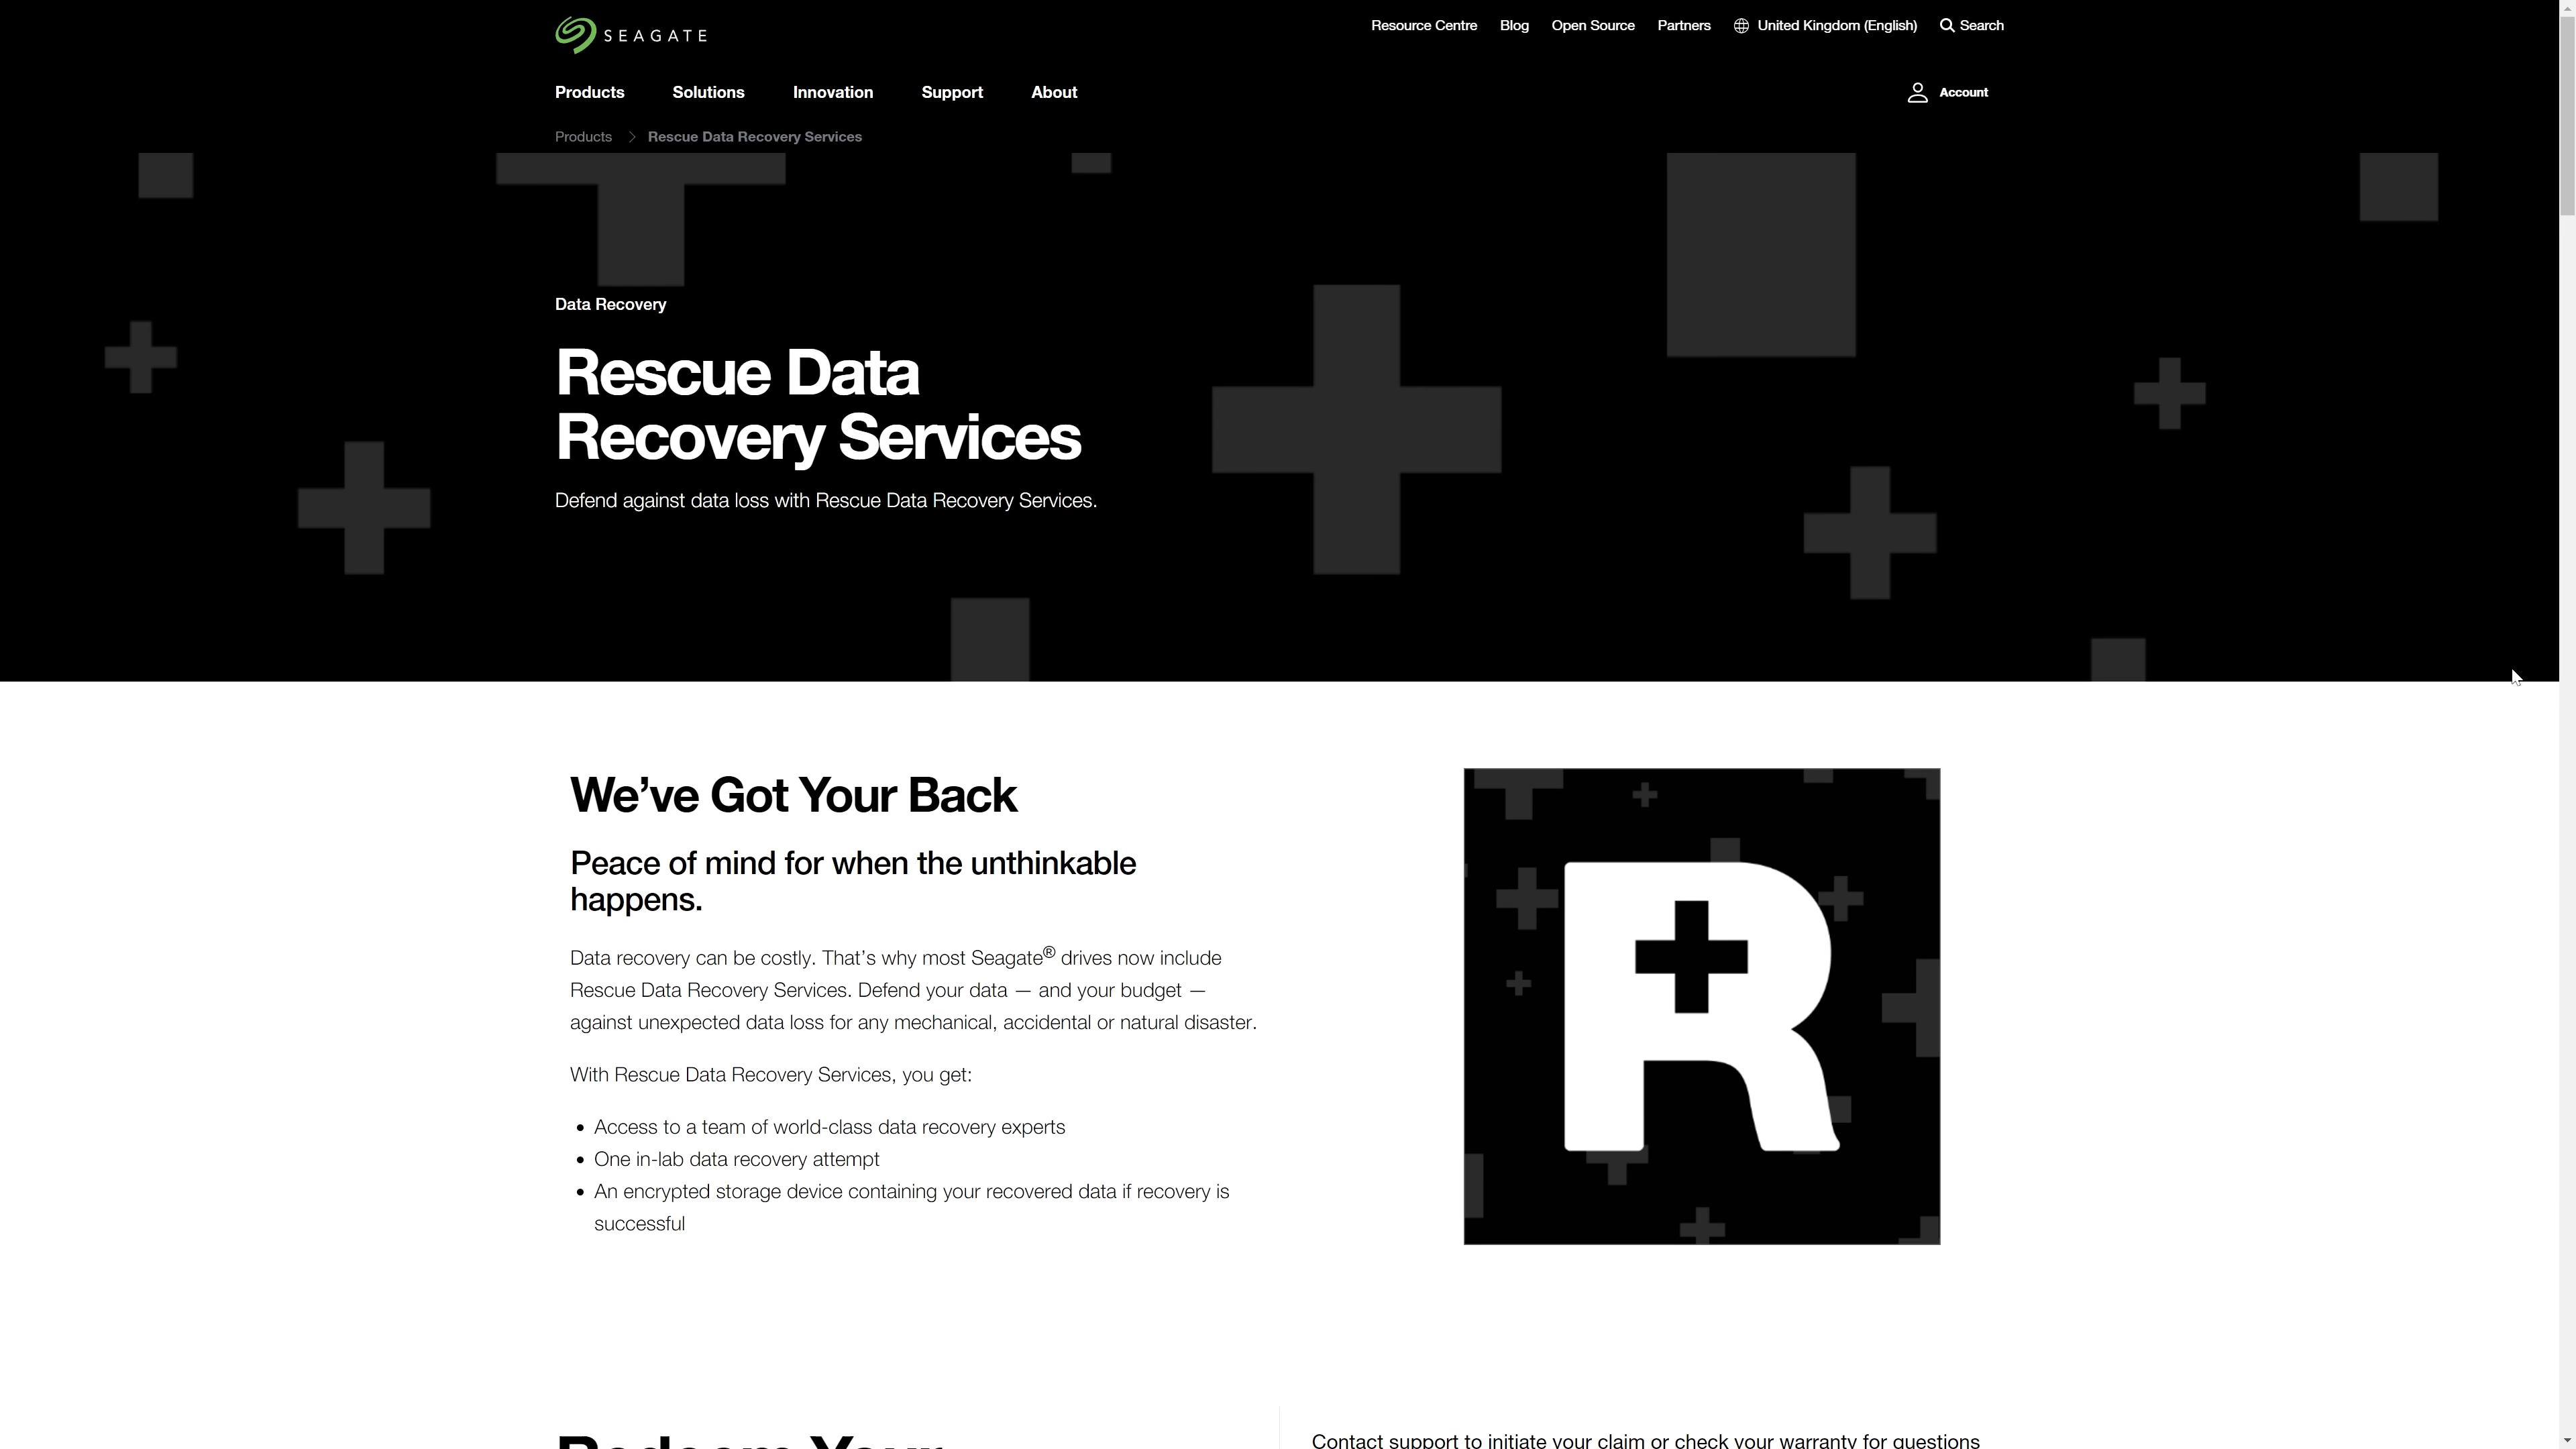 SEAGATE
Resource Centre Blog Open Source Partners United Kingdom (English) Search
Products Solutions Innovation Support About Account
Products Rescue Data Recovery Services
Data Recovery
Rescue Data
Recovery Services
Defend against data loss with Rescue Data Recovery Services.
We’ve Got Your Back
Peace of mind for when the unthinkable
happens.
Data recovery can be costly. That’s why most Seagate® drives now include
Rescue Data Recovery Services. Defend your data — and your budget —
against unexpected data loss for any mechanical, accidental or natural disaster.
With Rescue Data Recovery Services, you get:
• Access to a team of world-class data recovery experts
• One in-lab data recovery attempt
• An encrypted storage device containing your recovered data if recovery is
successful
R
Redeem Your
Contact support to initiate your claim or check your warranty for questions